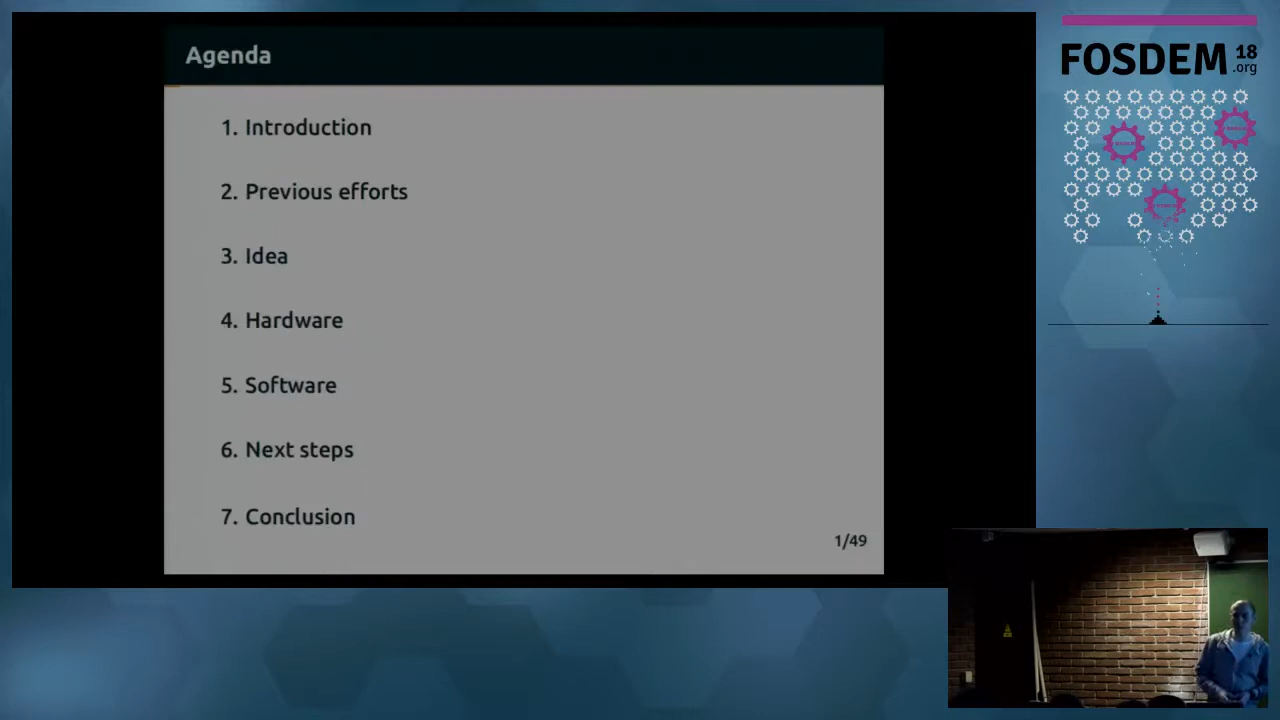 Agenda
1. Introduction
2. Previous efforts
3. Idea
4. Hardware
5. Software
6. Next steps
7. Conclusion
1/49
FOSDEM 18
.org